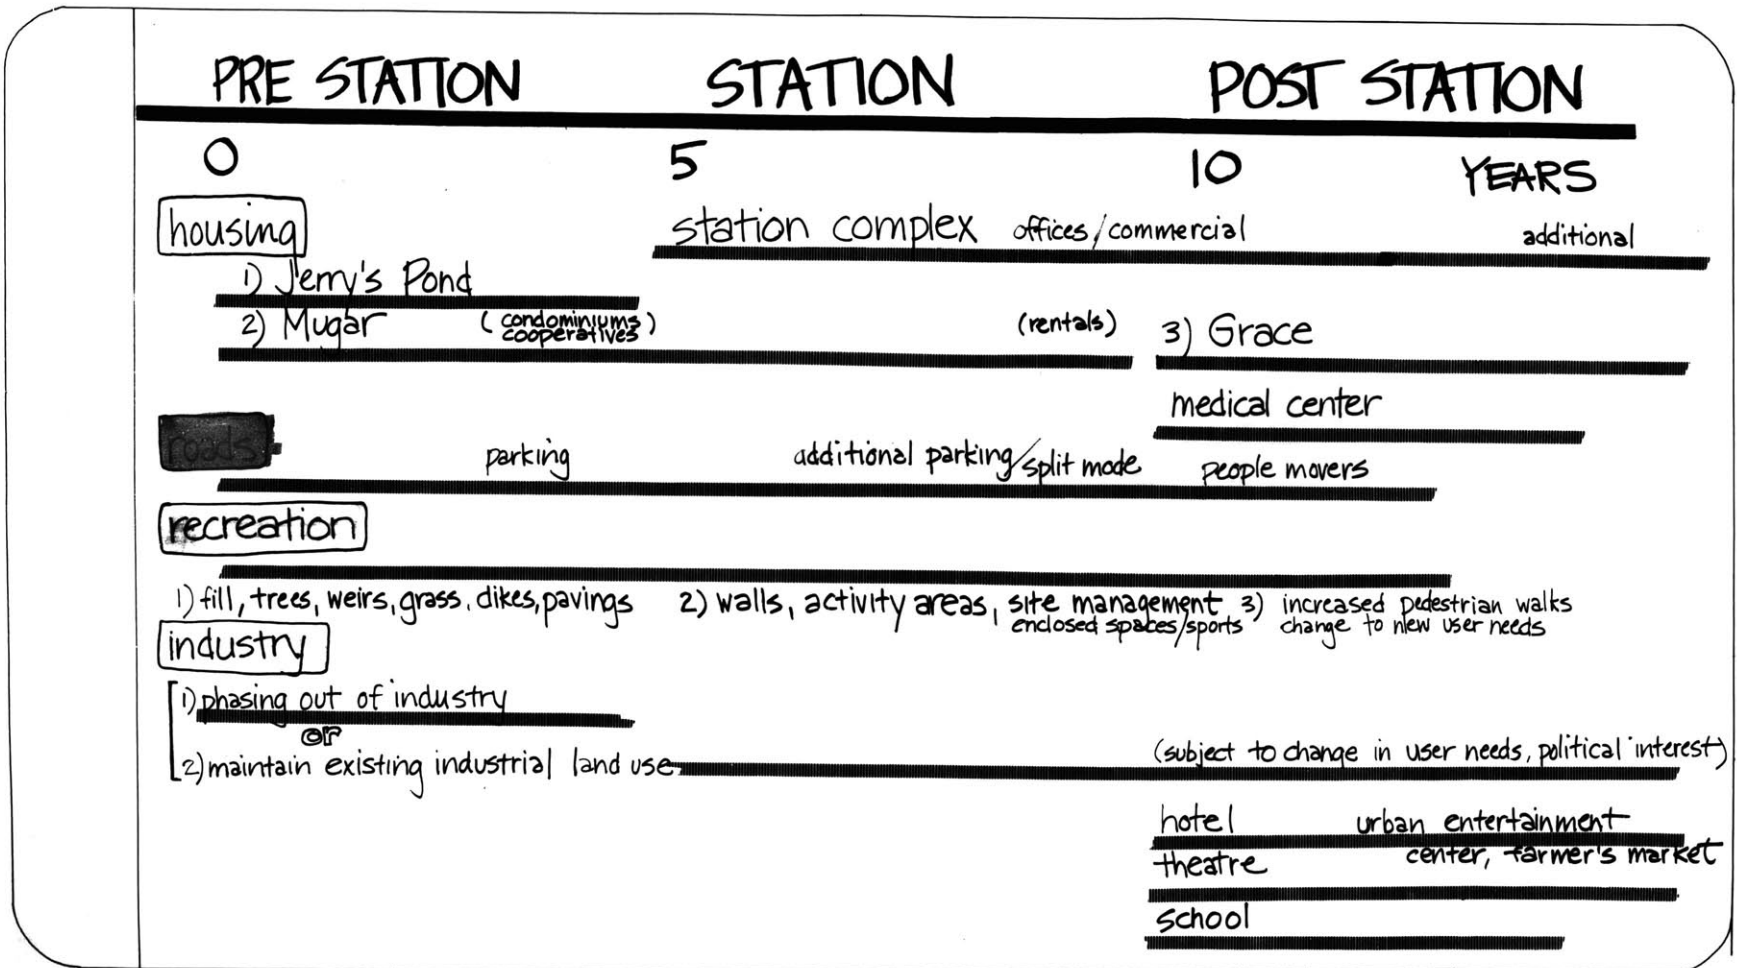 PRE STATION STATION POST STATION
0 5 10 YEARS
housing
station complex offices/commercial additional
1) Jerry's Pond
2) Mugar (condominiums cooperatives) (rentals) 3) Grace
medical center
roads
parking additional parking/split mode people movers
recreation
1) fill, trees, weirs, grass, dikes, pavings 2) walls, activity areas, site management 3) increased pedestrian walks
enclosed spaces/sports change to new user needs
industry
1) phasing out of industry
or
2) maintain existing industrial land use (subject to change in user needs, political interest)
hotel urban entertainment
theatre center, farmer's market
school